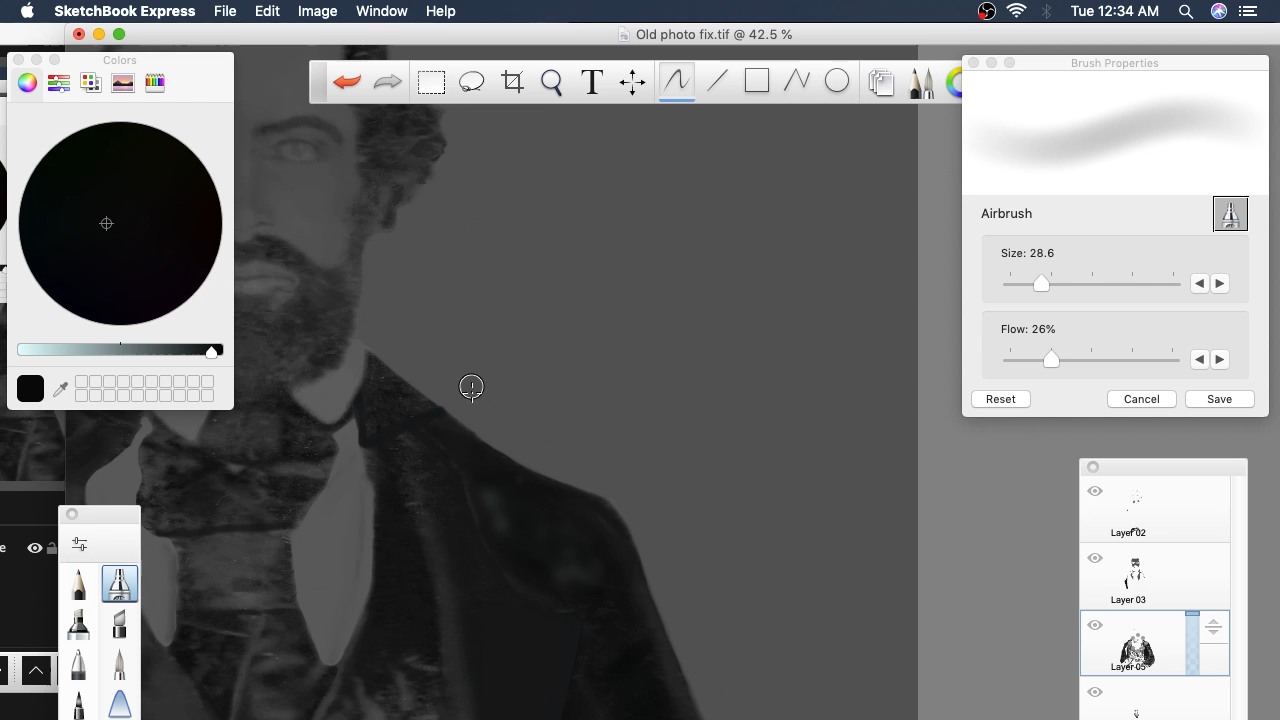 SketchBook Express File Edit Image Window Help Tue 12:34 AM
Old photo fix.tif @ 42.5 %
Colors
T
Brush Properties
Airbrush
Size: 28.6
Flow: 26%
Reset Cancel Save
Layer 02
Layer 03
Layer 05
e